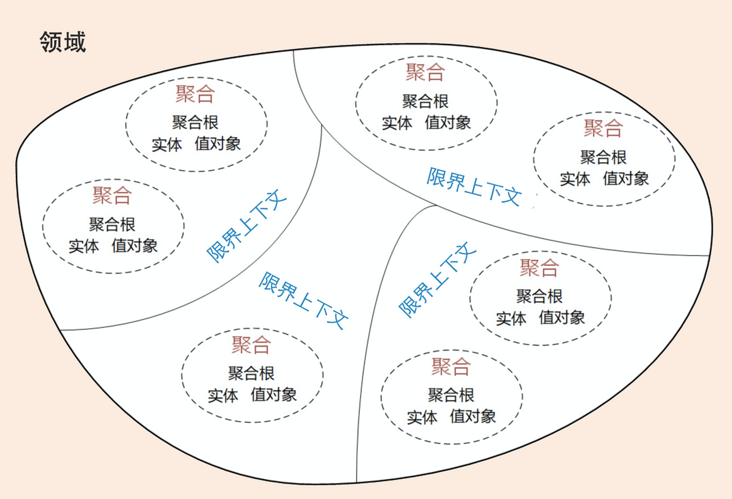 领域
聚合
聚合根
实体 值对象
聚合
聚合根
实体 值对象
限界上下文
聚合
聚合根
实体 值对象
聚合
聚合根
实体 值对象
限界上下文
限界上下文
聚合
聚合根
实体 值对象
限界上下文
聚合
聚合根
实体 值对象
聚合
聚合根
实体 值对象